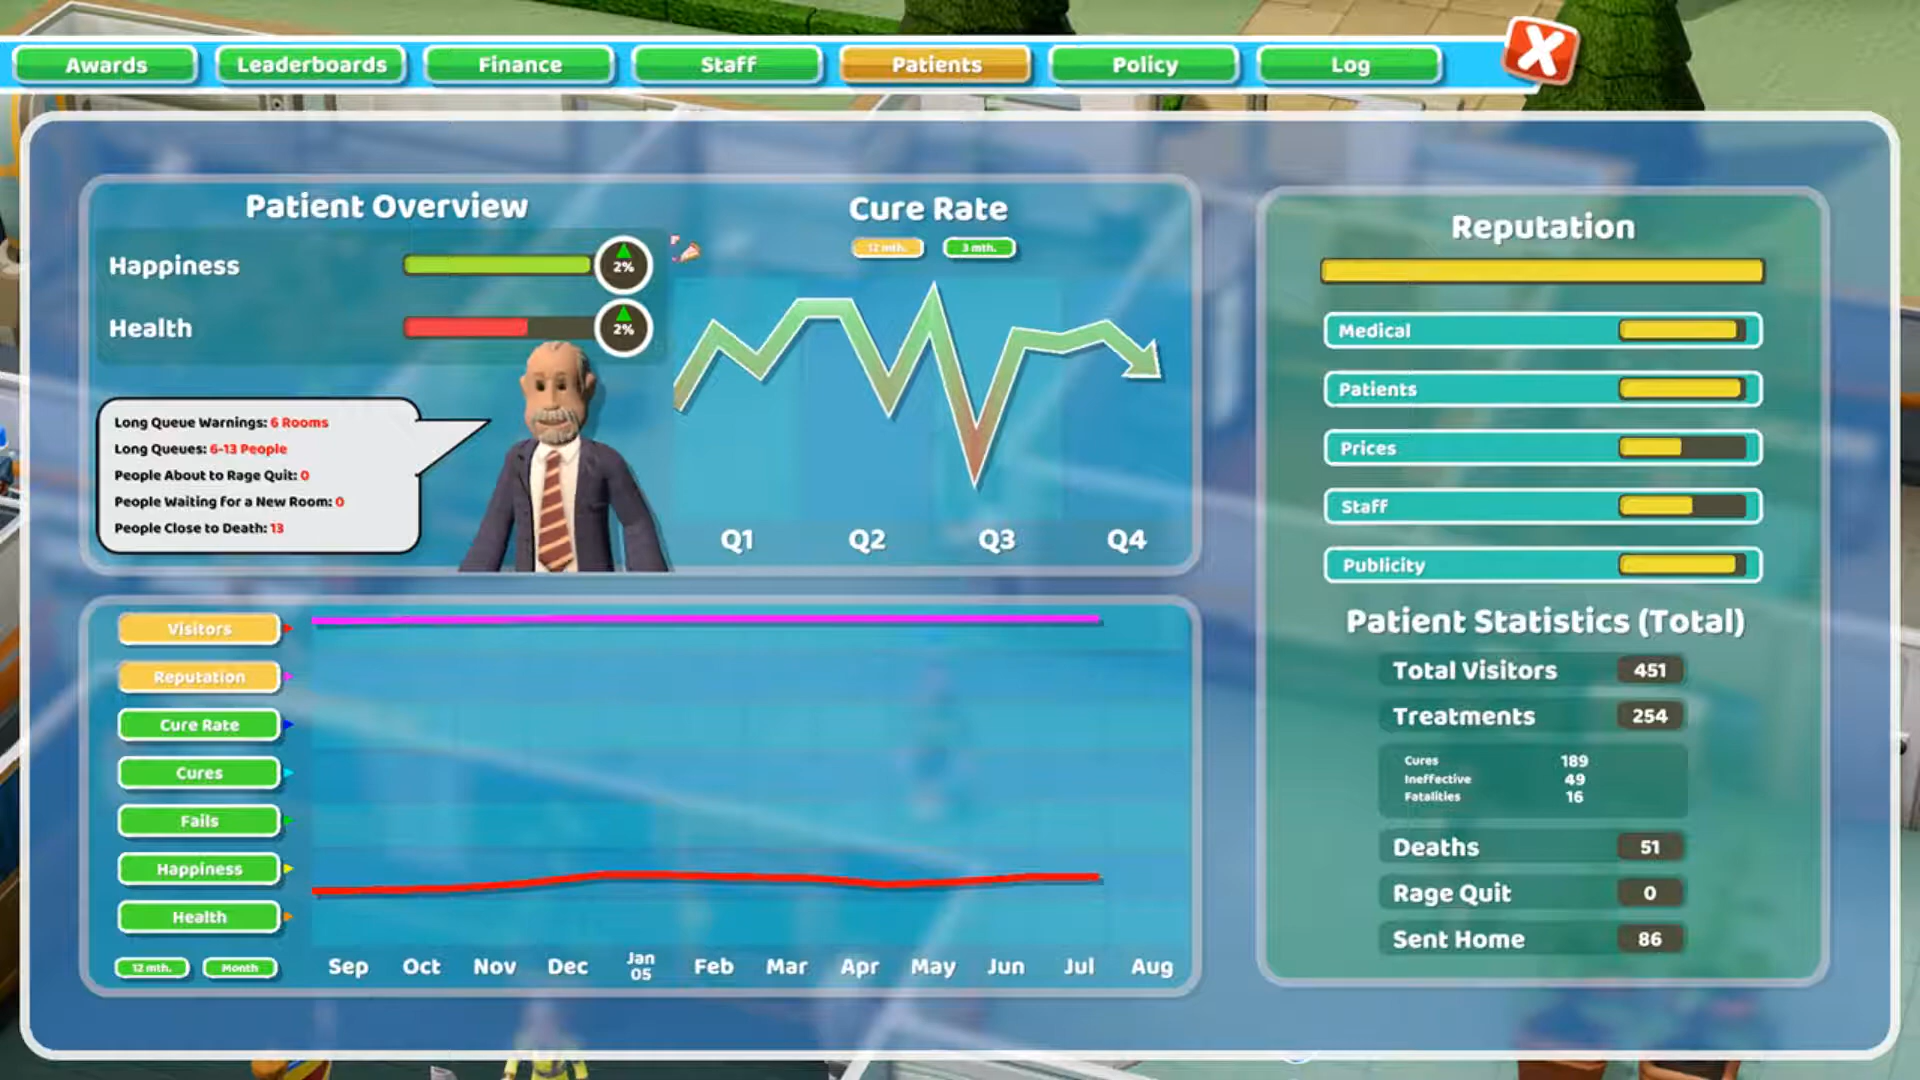 Awards
Leaderboards
Finance
Staff
Patients
Policy
Log
X
Patient Overview
Happiness
2%
Health
2%
Long Queue Warnings: 6 Rooms
Long Queues: 6-13 People
People About to Rage Quit: 0
People Waiting for a New Room: 0
People Close to Death: 13
Cure Rate
12 mth.
3 mth.
Q1
Q2
Q3
Q4
Visitors
Reputation
Cure Rate
Cures
Fails
Happiness
Health
12 mth.
Month
Sep
Oct
Nov
Dec
Jan
05
Feb
Mar
Apr
May
Jun
Jul
Aug
Reputation
Medical
Patients
Prices
Staff
Publicity
Patient Statistics (Total)
Total Visitors 451
Treatments 254
Cures 189
Ineffective 49
Fatalities 16
Deaths 51
Rage Quit 0
Sent Home 86